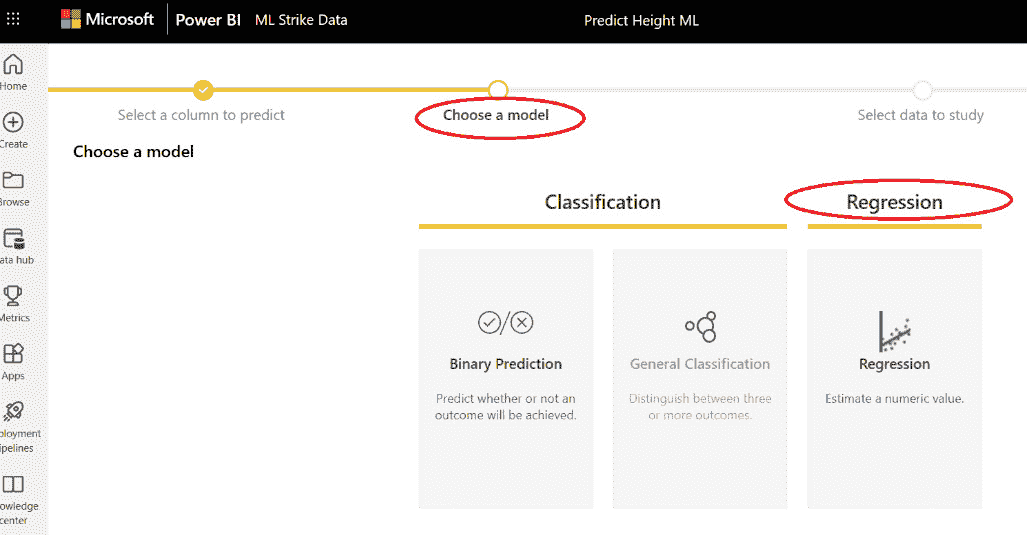 Microsoft Power BI ML Strike Data Predict Height ML
Home
Create
Browse
ata hub
Metrics
Apps
ployment
ipelines
owledge
center
Select a column to predict Choose a model Select data to study
Choose a model
Classification Regression
Binary Prediction General Classification Regression
Predict whether or not an Distinguish between three Estimate a numeric value.
outcome will be achieved. or more outcomes.